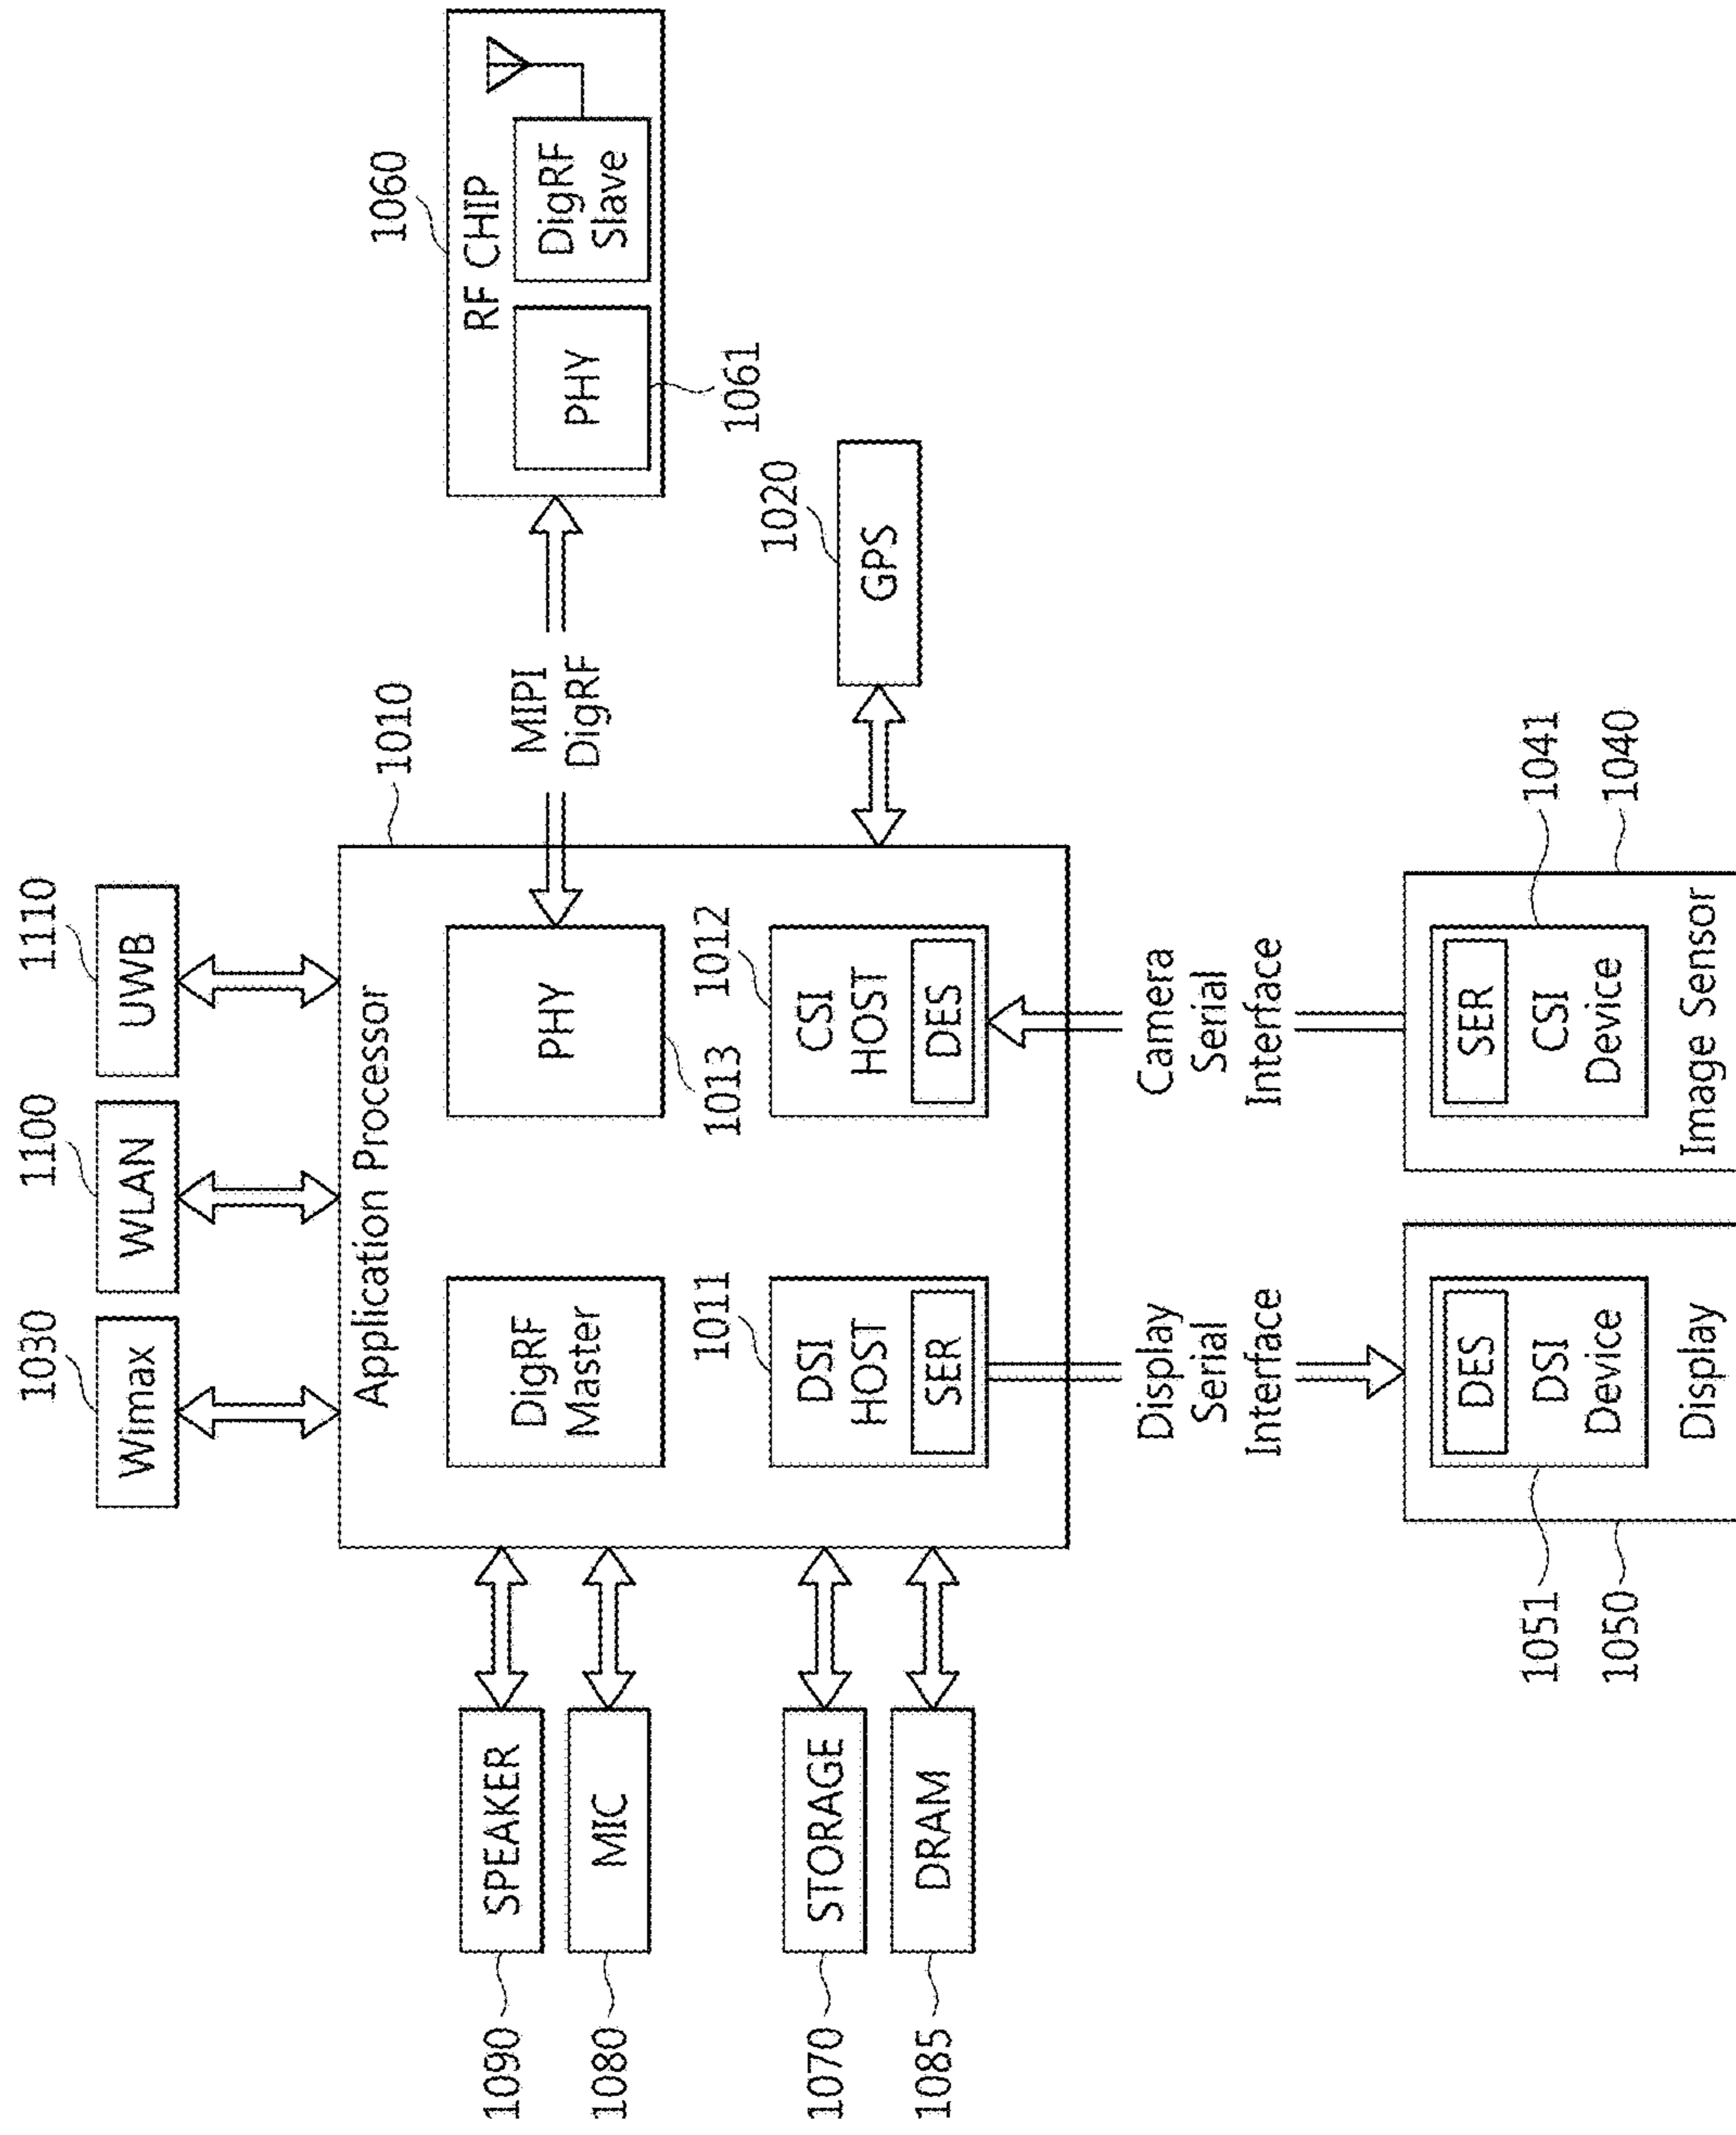 1030
1100
1110
Wimax
WLAN
UWB
1010
1060
Application Processor
RF CHIP
1090
SPEAKER
DigRF
Master
PHY
MIPI
DigRF
PHY
DigRF
Slave
1080
MIC
1013
1061
1011
1012
1020
1070
STORAGE
DSI
HOST
SER
CSI
HOST
DES
GPS
1085
DRAM
Display
Serial
Interface
Camera
Serial
Interface
1051
DES
DSI
Device
SER
CSI
Device
1041
1050
Display
Image Sensor
1040